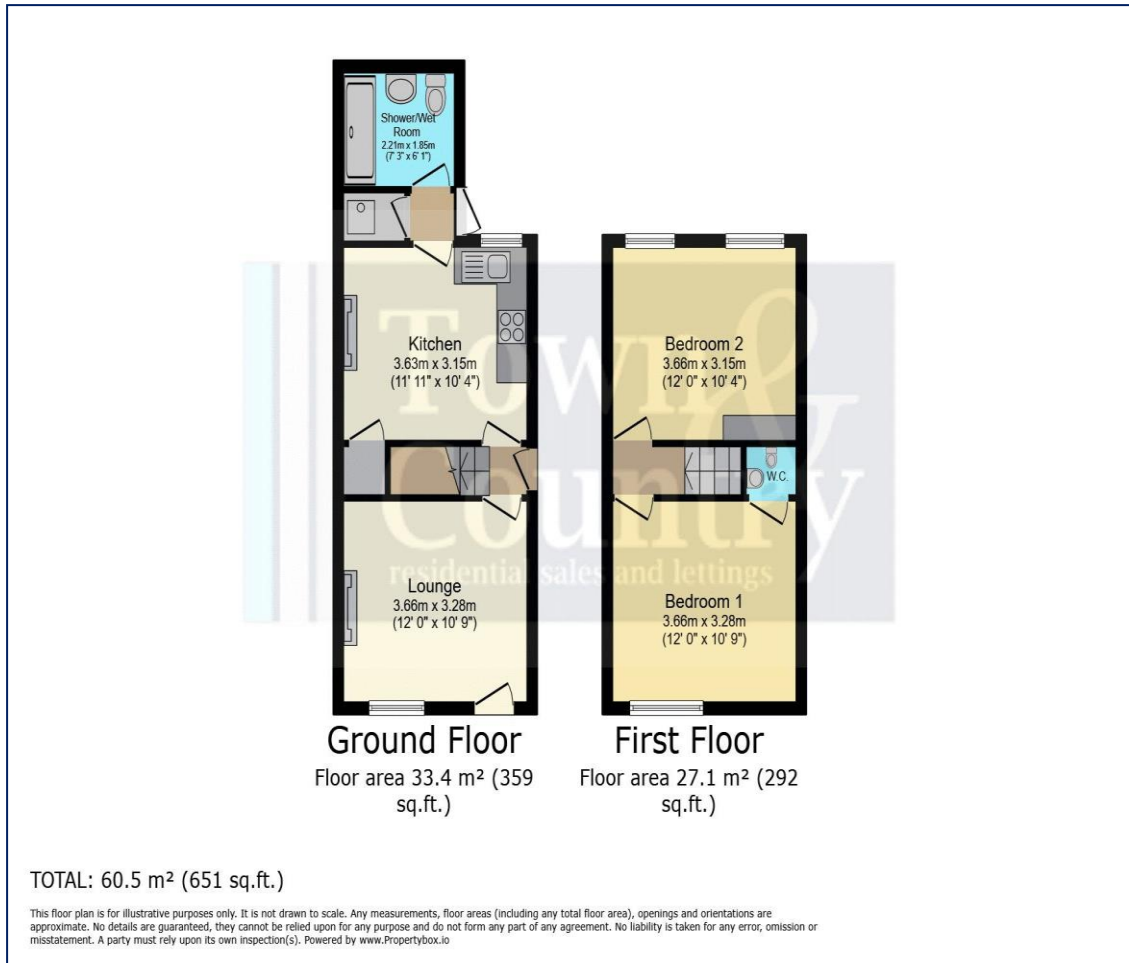 Shower/Wet
Room
2.21m x 1.85m
(7' 3" x 6' 1")
Kitchen
3.63m x 3.15m
(11' 11" x 10' 4")
Bedroom 2
3.66m x 3.15m
(12' 0" x 10' 4")
W.C.
Town &
Country
residential sales and lettings
Lounge
3.66m x 3.28m
(12' 0" x 10' 9")
Bedroom 1
3.66m x 3.28m
(12' 0" x 10' 9")
Ground Floor
Floor area 33.4 m² (359
sq.ft.)
First Floor
Floor area 27.1 m² (292
sq.ft.)
TOTAL: 60.5 m² (651 sq.ft.)
This floor plan is for illustrative purposes only. It is not drawn to scale. Any measurements, floor areas (including any total floor area), openings and orientations are
approximate. No details are guaranteed, they cannot be relied upon for any purpose and do not form any part of any agreement. No liability is taken for any error, omission or
misstatement. A party must rely upon its own inspection(s). Powered by www.Propertybox.io